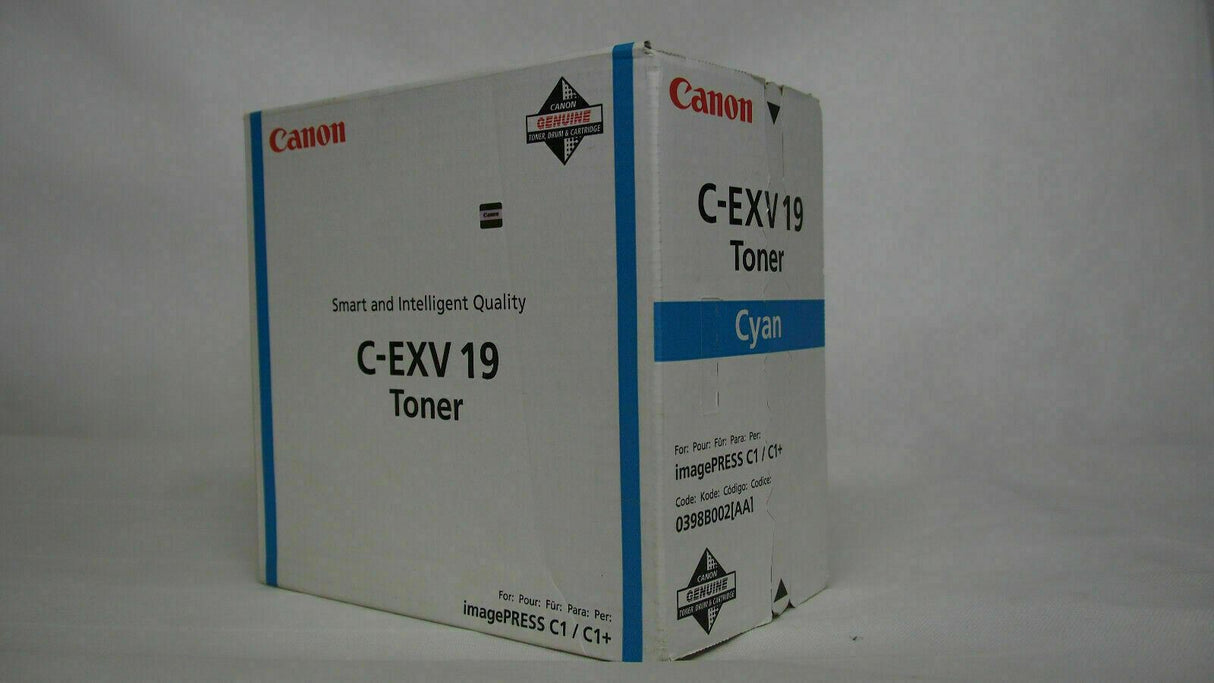 Canon
CANON
GENUINE
TONER, DRUM & CARTRIDGE
Canon
Smart and Intelligent Quality
C-EXV 19
Toner
For: Pour: Für: Para: Per:
imagePRESS C1 / C1+
Canon
C-EXV 19
Toner
Cyan
For: Pour: Für: Para: Per:
imagePRESS C1 / C1+
Code: Kode: Código: Codice:
0398B002[AA]
CANON
GENUINE
TONER, DRUM & CARTRIDGE